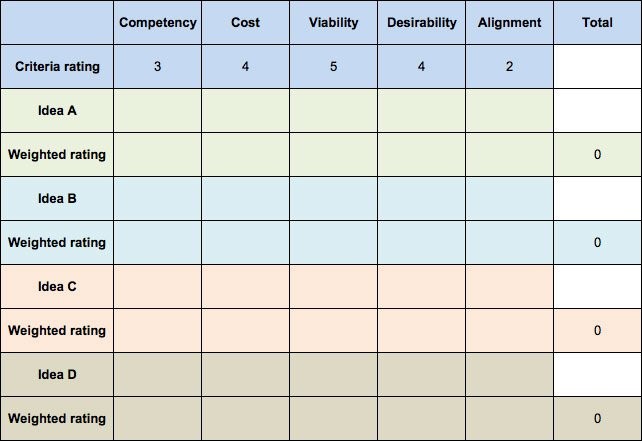 Competency Cost Viability Desirability Alignment Total
Criteria rating 3 4 5 4 2
Idea A
Weighted rating 0
Idea B
Weighted rating 0
Idea C
Weighted rating 0
Idea D
Weighted rating 0